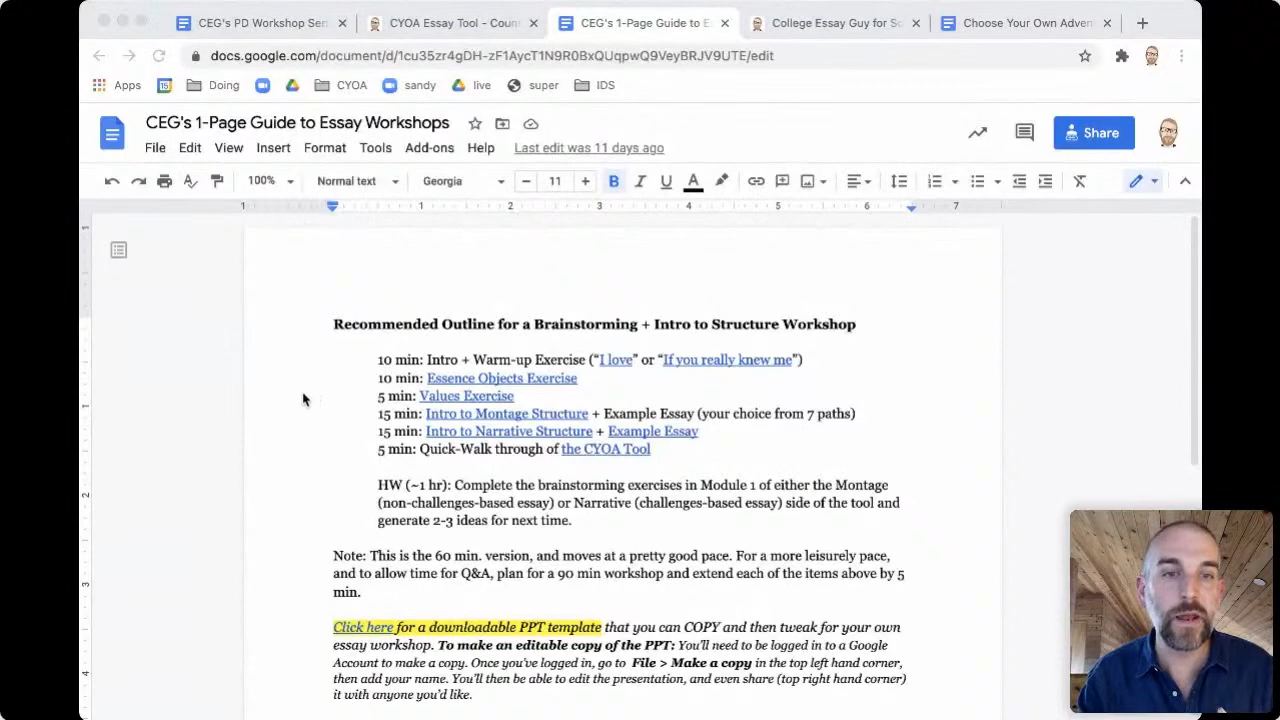 CEG's PD Workshop Ser
CYOA Essay Tool - Coun
CEG's 1-Page Guide to E
College Essay Guy for Sc
Choose Your Own Adven
docs.google.com/document/d/1cu35zr4gDH-zF1AycT1N9R0BxQUqpwQ9VeyBRJV9UTE/edit
Apps
Doing
CYOA
sandy
live
super
IDS
CEG's 1-Page Guide to Essay Workshops
File Edit View Insert Format Tools Add-ons Help Last edit was 11 days ago
Share
100% Normal text Georgia 11
1 1 2 3 4 5 6 7
Recommended Outline for a Brainstorming + Intro to Structure Workshop
10 min: Intro + Warm-up Exercise (“I love” or “If you really knew me”)
10 min: Essence Objects Exercise
5 min: Values Exercise
15 min: Intro to Montage Structure + Example Essay (your choice from 7 paths)
15 min: Intro to Narrative Structure + Example Essay
5 min: Quick-Walk through of the CYOA Tool
HW (~1 hr): Complete the brainstorming exercises in Module 1 of either the Montage
(non-challenges-based essay) or Narrative (challenges-based essay) side of the tool and
generate 2-3 ideas for next time.
Note: This is the 60 min. version, and moves at a pretty good pace. For a more leisurely pace,
and to allow time for Q&A, plan for a 90 min workshop and extend each of the items above by 5
min.
Click here for a downloadable PPT template that you can COPY and then tweak for your own
essay workshop. To make an editable copy of the PPT: You'll need to be logged in to a Google
Account to make a copy. Once you've logged in, go to File > Make a copy in the top left hand corner,
then add your name. You'll then be able to edit the presentation, and even share (top right hand corner)
it with anyone you'd like.